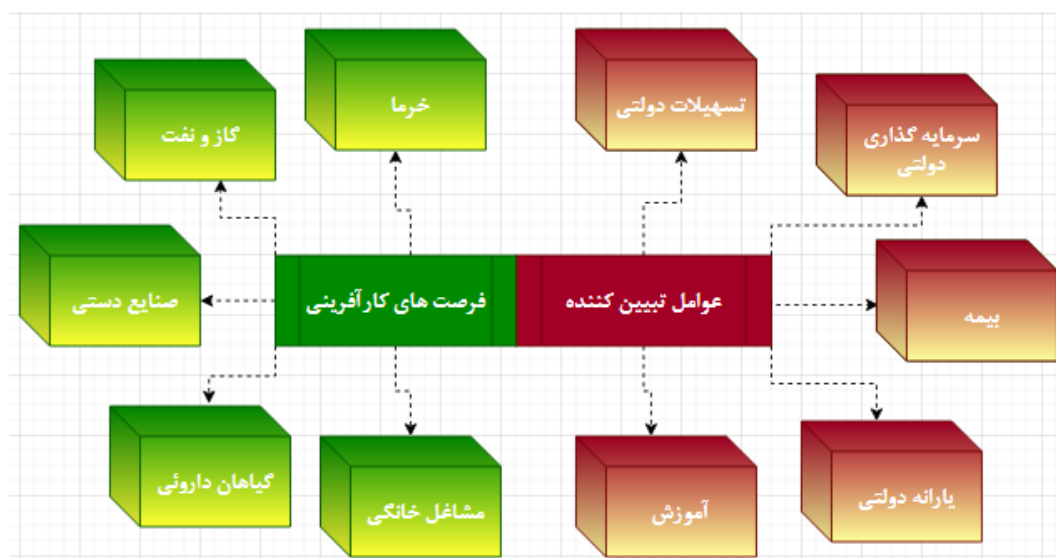 خرما
تسهیلات دولتی
گاز و نفت
سرمایه گذاری
دولتی
صنایع دستی
فرصت های کارآفرینی
عوامل تبیین کننده
بیمه
گیاهان داروئی
مشاغل خانگی
آموزش
یارانه دولتی